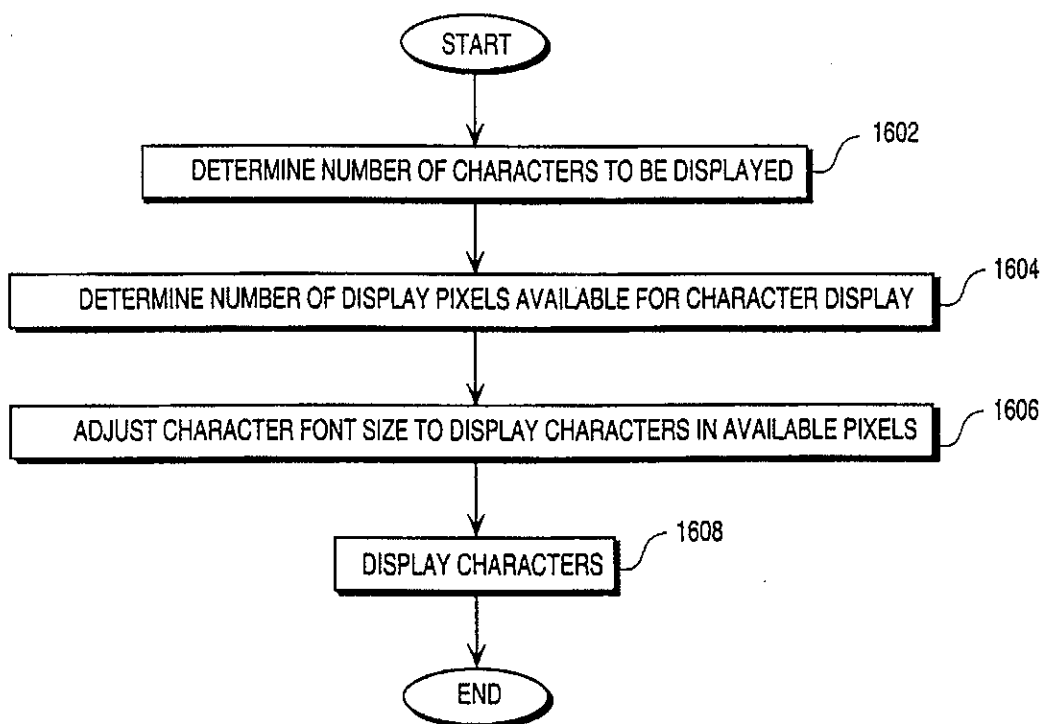 START
1602
DETERMINE NUMBER OF CHARACTERS TO BE DISPLAYED
1604
DETERMINE NUMBER OF DISPLAY PIXELS AVAILABLE FOR CHARACTER DISPLAY
1606
ADJUST CHARACTER FONT SIZE TO DISPLAY CHARACTERS IN AVAILABLE PIXELS
1608
DISPLAY CHARACTERS
END